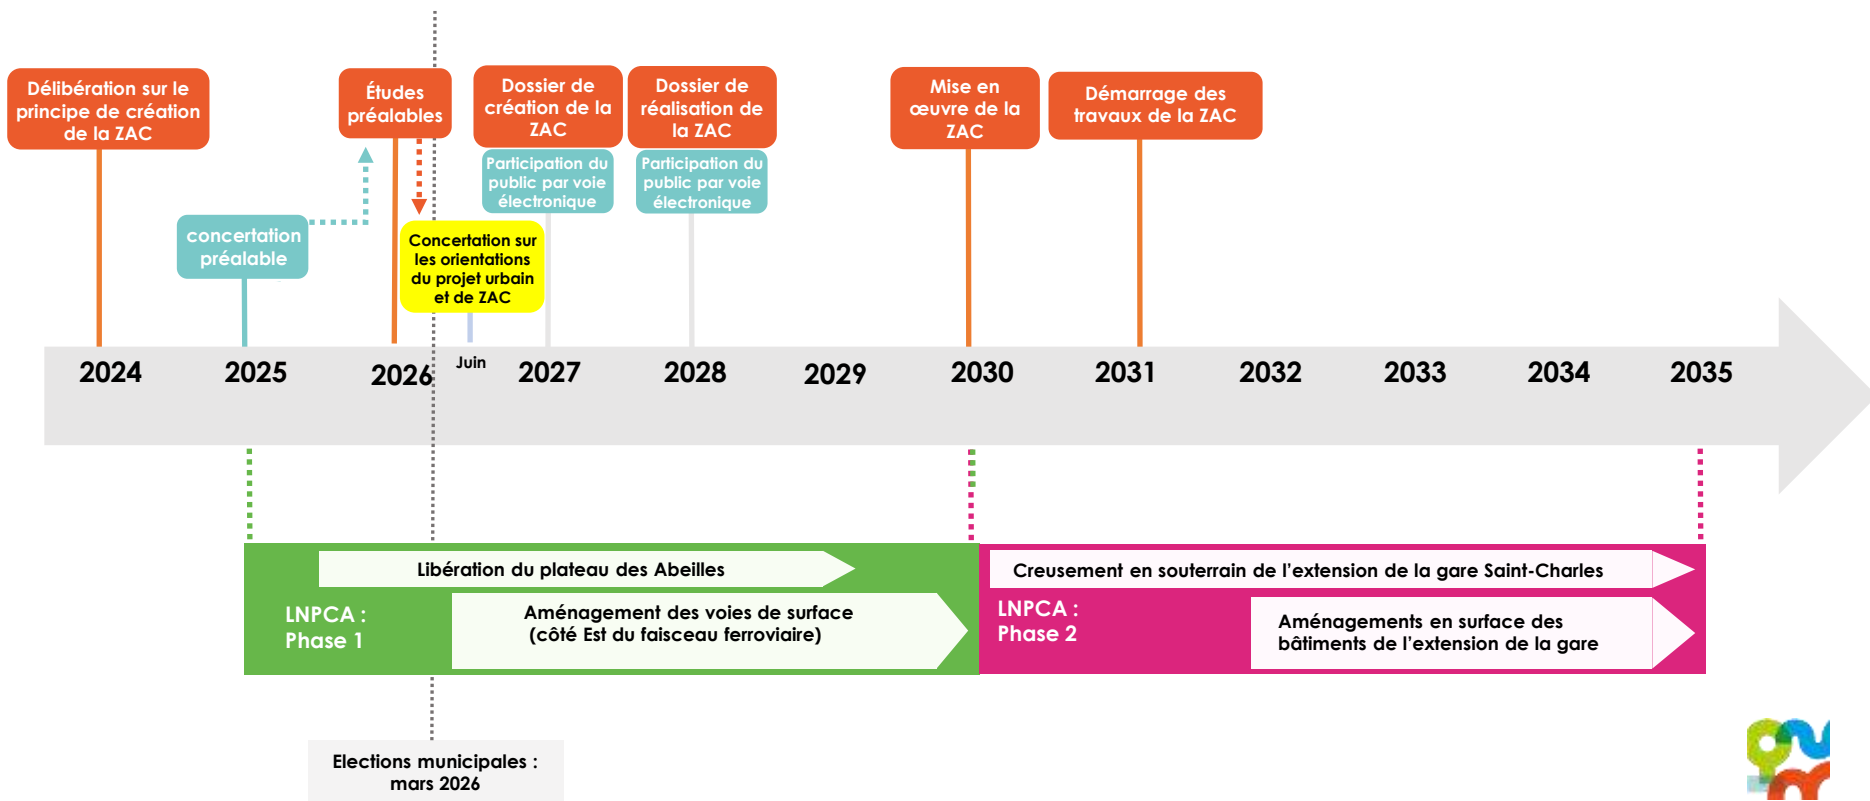 Délibération sur le
principe de création
de la ZAC
Études
préalables
Dossier de
création de la
ZAC
Dossier de
réalisation de
la ZAC
Mise en
œuvre de la
ZAC
Démarrage des
travaux de la ZAC
Participation du
public par voie
électronique
Participation du
public par voie
électronique
concertation
préalable
Concertation sur
les orientations
du projet urbain
et de ZAC
2024
2025
2026
Juin
2027
2028
2029
2030
2031
2032
2033
2034
2035
Libération du plateau des Abeilles
LNPCA :
Phase 1
Aménagement des voies de surface
(côté Est du faisceau ferroviaire)
Creusement en souterrain de l’extension de la gare Saint-Charles
LNPCA :
Phase 2
Aménagements en surface des
bâtiments de l’extension de la gare
Elections municipales :
mars 2026